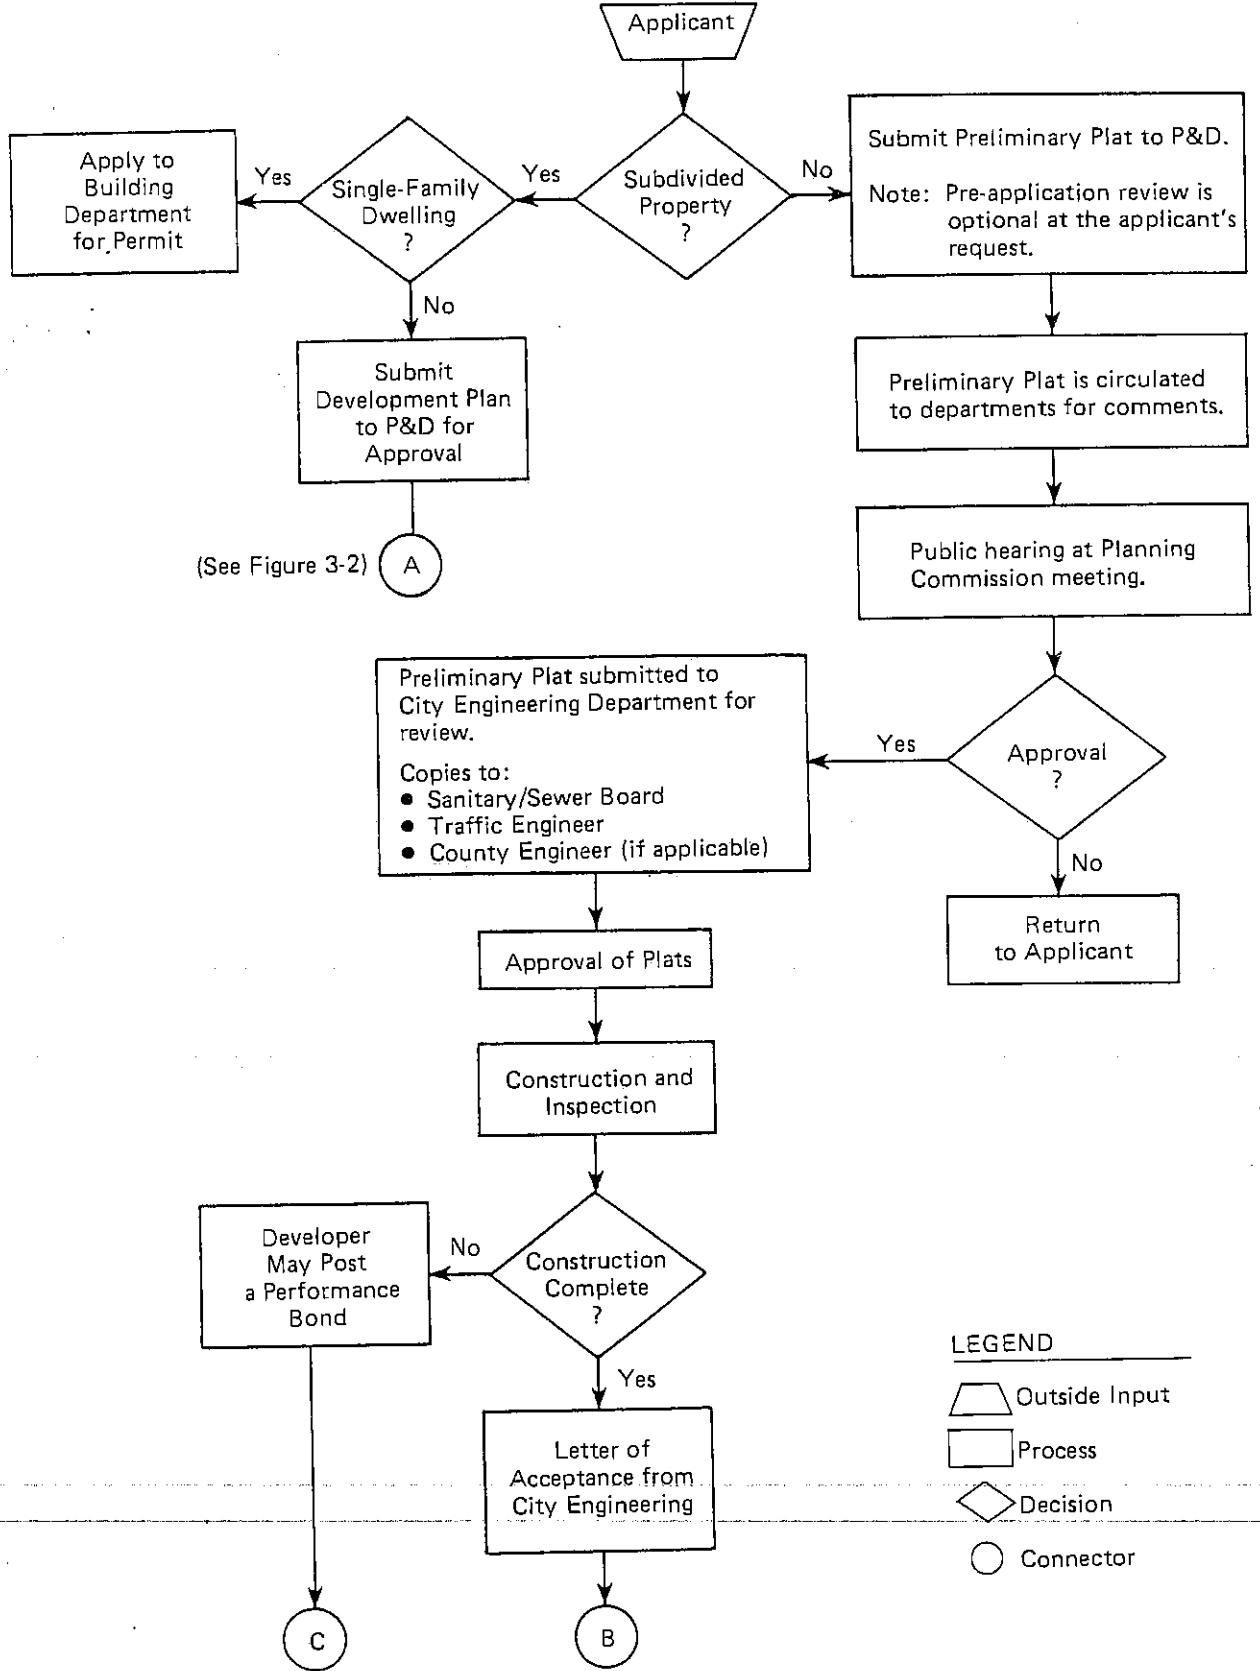 Applicant
Subdivided
Property
?
Yes
No
Single-Family
Dwelling
?
Yes
No
Apply to
Building
Department
for Permit
Submit
Development Plan
to P&D for
Approval
(See Figure 3-2)
A
Submit Preliminary Plat to P&D.
Note: Pre-application review is
optional at the applicant's
request.
Preliminary Plat is circulated
to departments for comments.
Public hearing at Planning
Commission meeting.
Approval
?
Yes
No
Return
to Applicant
Preliminary Plat submitted to
City Engineering Department for
review.
Copies to:
● Sanitary/Sewer Board
● Traffic Engineer
● County Engineer (if applicable)
Approval of Plats
Construction and
Inspection
Construction
Complete
?
No
Yes
Developer
May Post
a Performance
Bond
Letter of
Acceptance from
City Engineering
C
B
LEGEND
Outside Input
Process
Decision
Connector